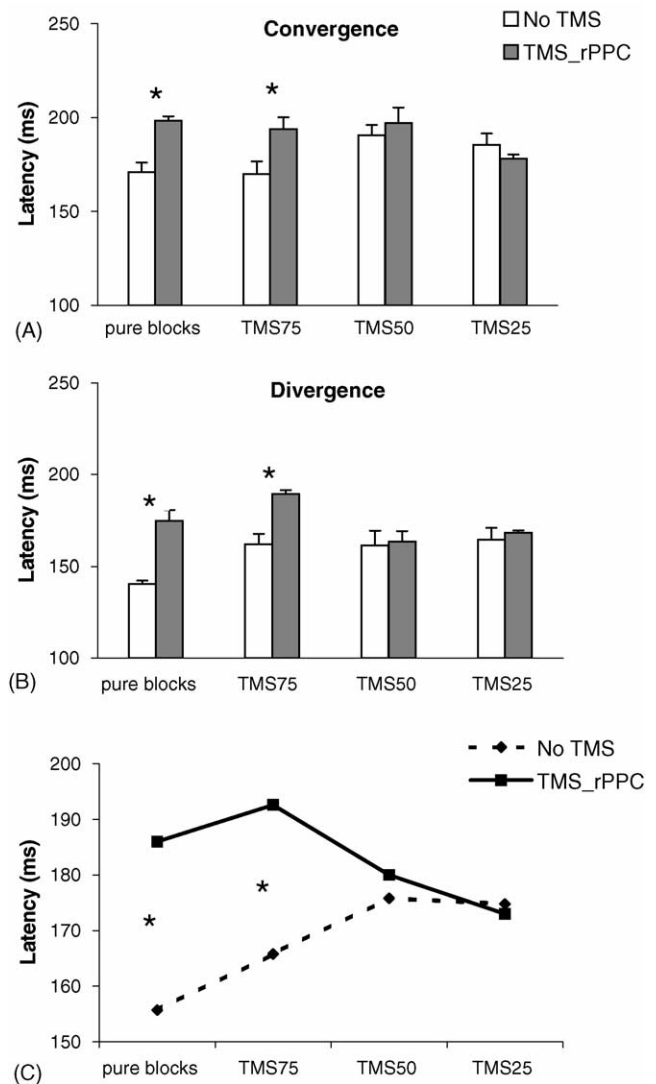 Convergence
No TMS
TMS_rPPC
250
200
150
100
Latency (ms)
*
*
(A)
pure blocks TMS75 TMS50 TMS25
Divergence
250
200
150
100
Latency (ms)
*
*
(B)
pure blocks TMS75 TMS50 TMS25
No TMS
TMS_rPPC
200
190
180
170
160
150
Latency (ms)
*
*
(C)
pure blocks TMS75 TMS50 TMS25